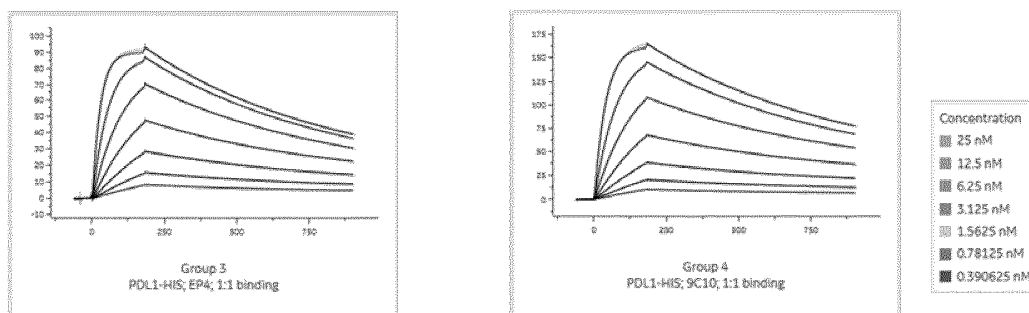 100
90
80
70
60
50
40
30
20
10
0
-10
0
250
500
750
Group 3
PDL1-HIS; EP4; 1:1 binding
175
150
125
100
75
50
25
0
0
250
500
750
Group 4
PDL1-HIS; 9C10; 1:1 binding
Concentration
25 nM
12.5 nM
6.25 nM
3.125 nM
1.5625 nM
0.78125 nM
0.390625 nM